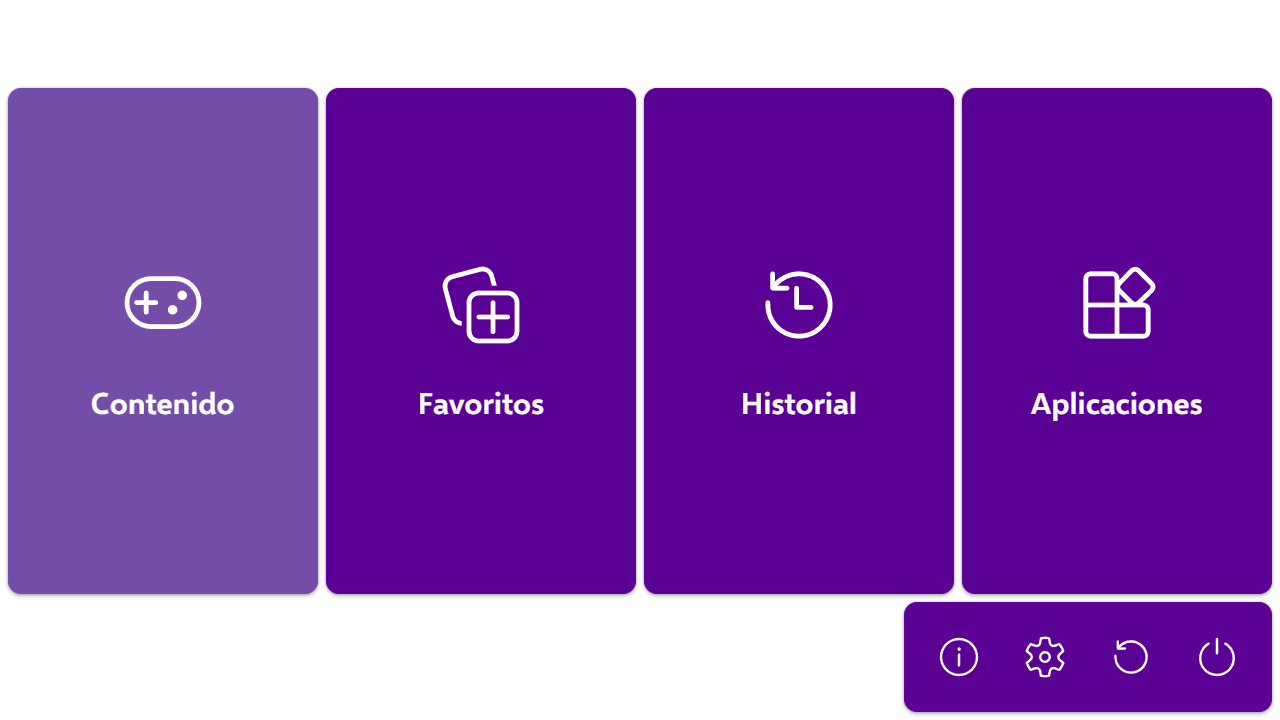 Contenido
Favoritos
Historial
Aplicaciones